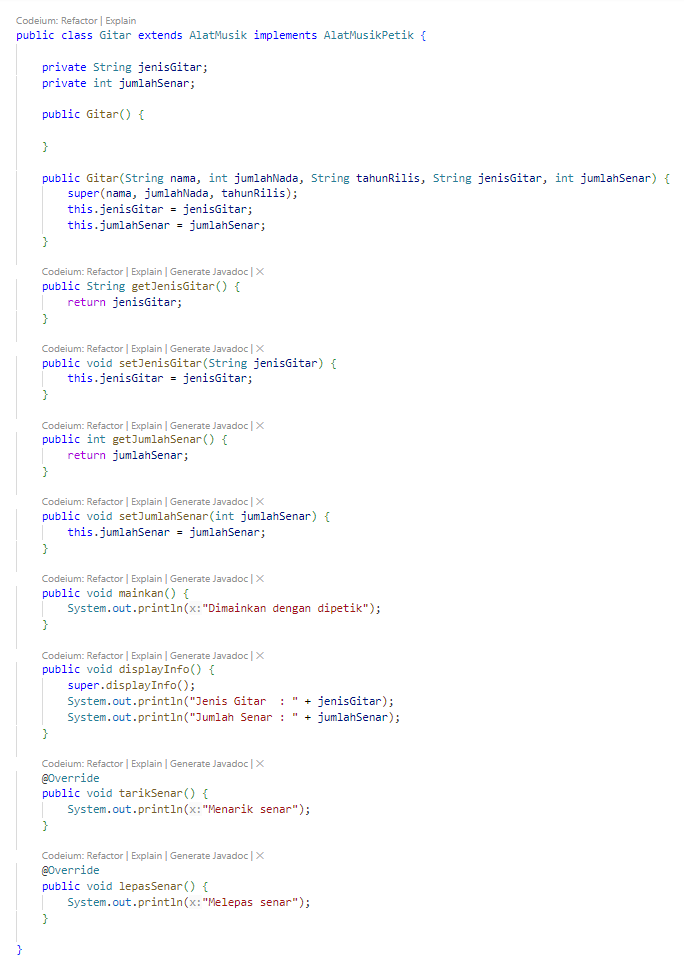 Codeium: Refactor | Explain
public class Gitar extends AlatMusik implements AlatMusikPetik {
private String jenisGitar;
private int jumlahSenar;
public Gitar() {
}
public Gitar(String nama, int jumlahNada, String tahunRilis, String jenisGitar, int jumlahSenar) {
super(nama, jumlahNada, tahunRilis);
this.jenisGitar = jenisGitar;
this.jumlahSenar = jumlahSenar;
}
Codeium: Refactor | Explain | Generate Javadoc | ×
public String getJenisGitar() {
return jenisGitar;
}
Codeium: Refactor | Explain | Generate Javadoc | ×
public void setJenisGitar(String jenisGitar) {
this.jenisGitar = jenisGitar;
}
Codeium: Refactor | Explain | Generate Javadoc | ×
public int getJumlahSenar() {
return jumlahSenar;
}
Codeium: Refactor | Explain | Generate Javadoc | ×
public void setJumlahSenar(int jumlahSenar) {
this.jumlahSenar = jumlahSenar;
}
Codeium: Refactor | Explain | Generate Javadoc | ×
public void mainkan() {
System.out.println(x:"Dimainkan dengan dipetik");
}
Codeium: Refactor | Explain | Generate Javadoc | ×
public void displayInfo() {
super.displayInfo();
System.out.println("Jenis Gitar  : " + jenisGitar);
System.out.println("Jumlah Senar : " + jumlahSenar);
}
Codeium: Refactor | Explain | Generate Javadoc | ×
@Override
public void tarikSenar() {
System.out.println(x:"Menarik senar");
}
Codeium: Refactor | Explain | Generate Javadoc | ×
@Override
public void lepasSenar() {
System.out.println(x:"Melepas senar");
}
}